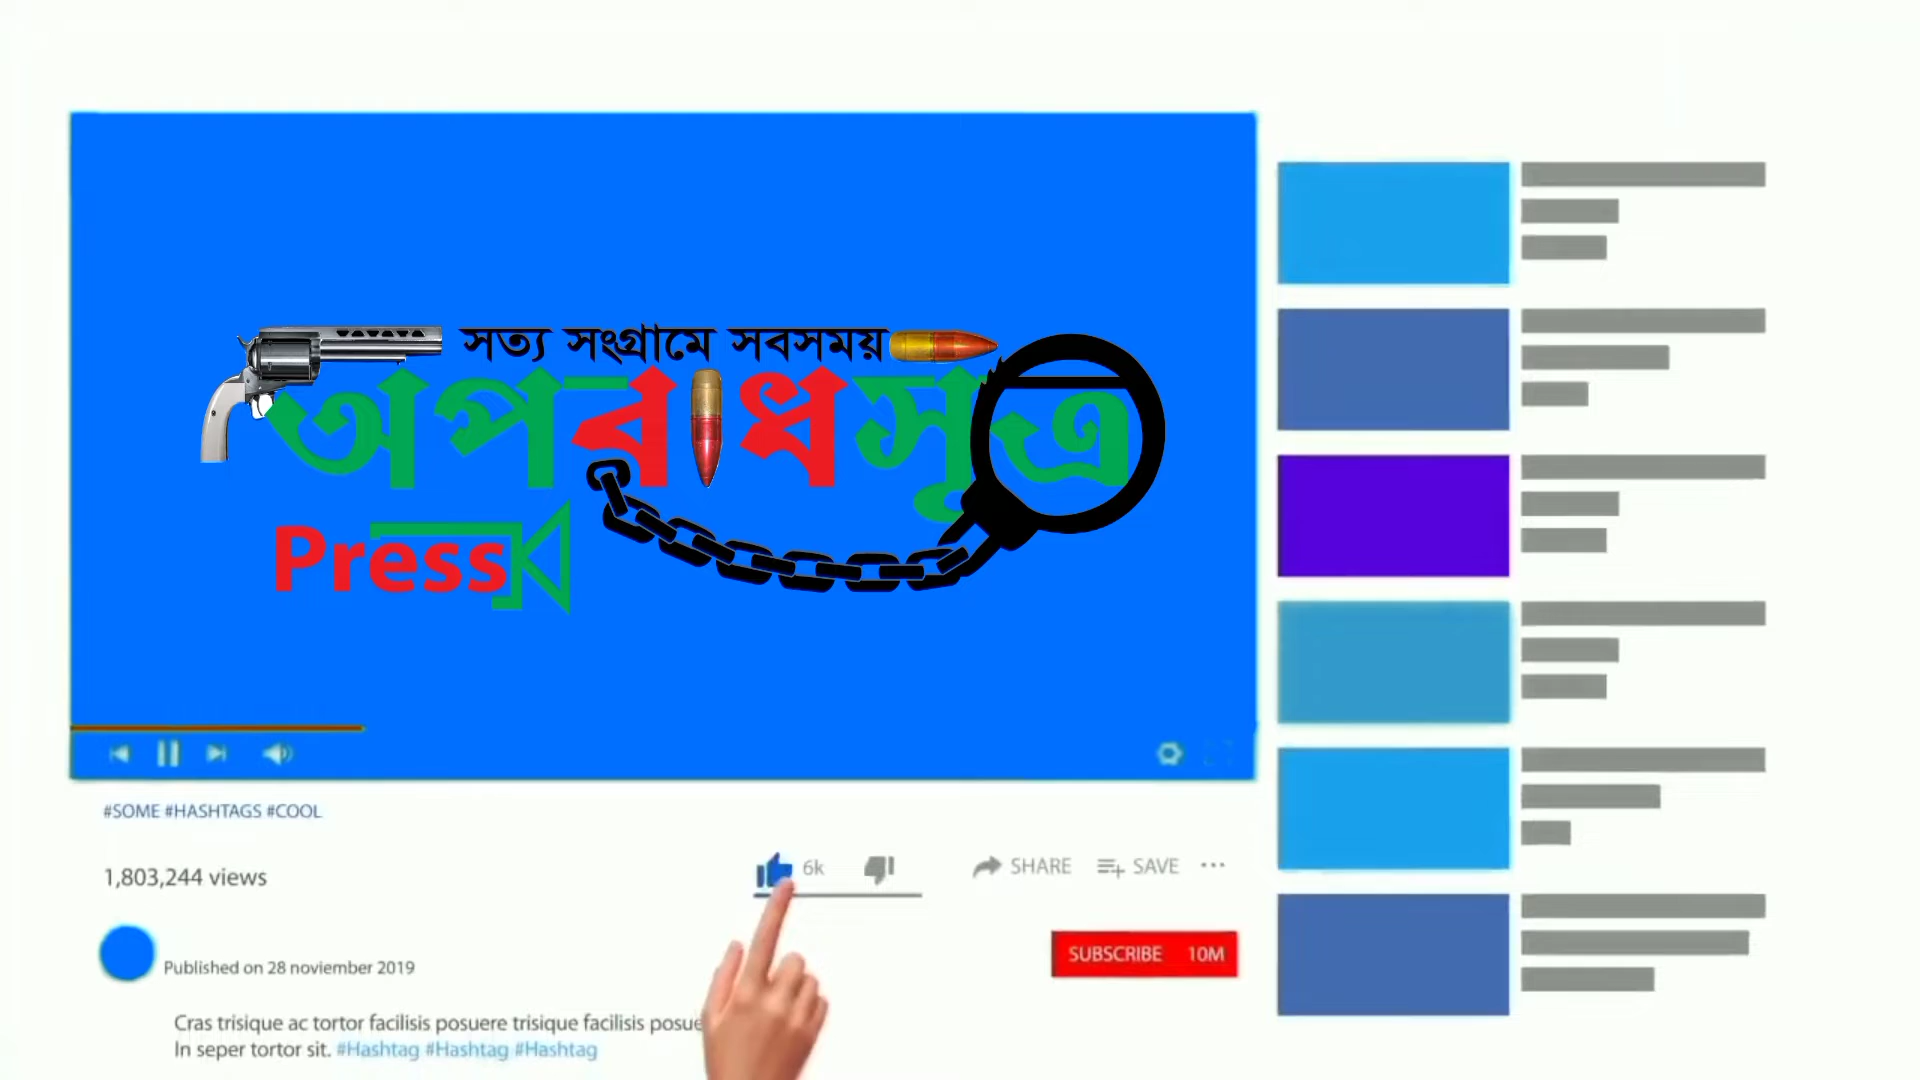 সত্য সংগ্রামে সবসময়
অপরাধসূত্র
Press
#SOME #HASHTAGS #COOL
1,803,244 views
6k
SHARE
SAVE
SUBSCRIBE 10M
Published on 28 noviember 2019
Cras trisique ac tortor facilisis posuere trisique facilisis posue
In seper tortor sit. #Hashtag #Hashtag #Hashtag